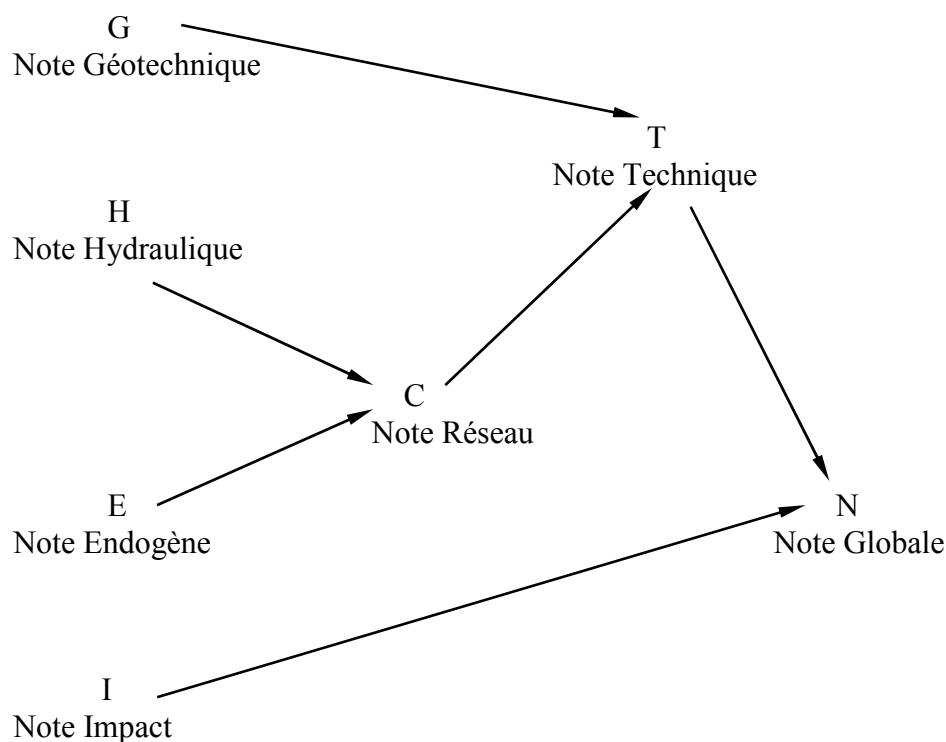 G
Note Géotechnique
T
Note Technique
H
Note Hydraulique
C
Note Réseau
E
Note Endogène
N
Note Globale
I
Note Impact